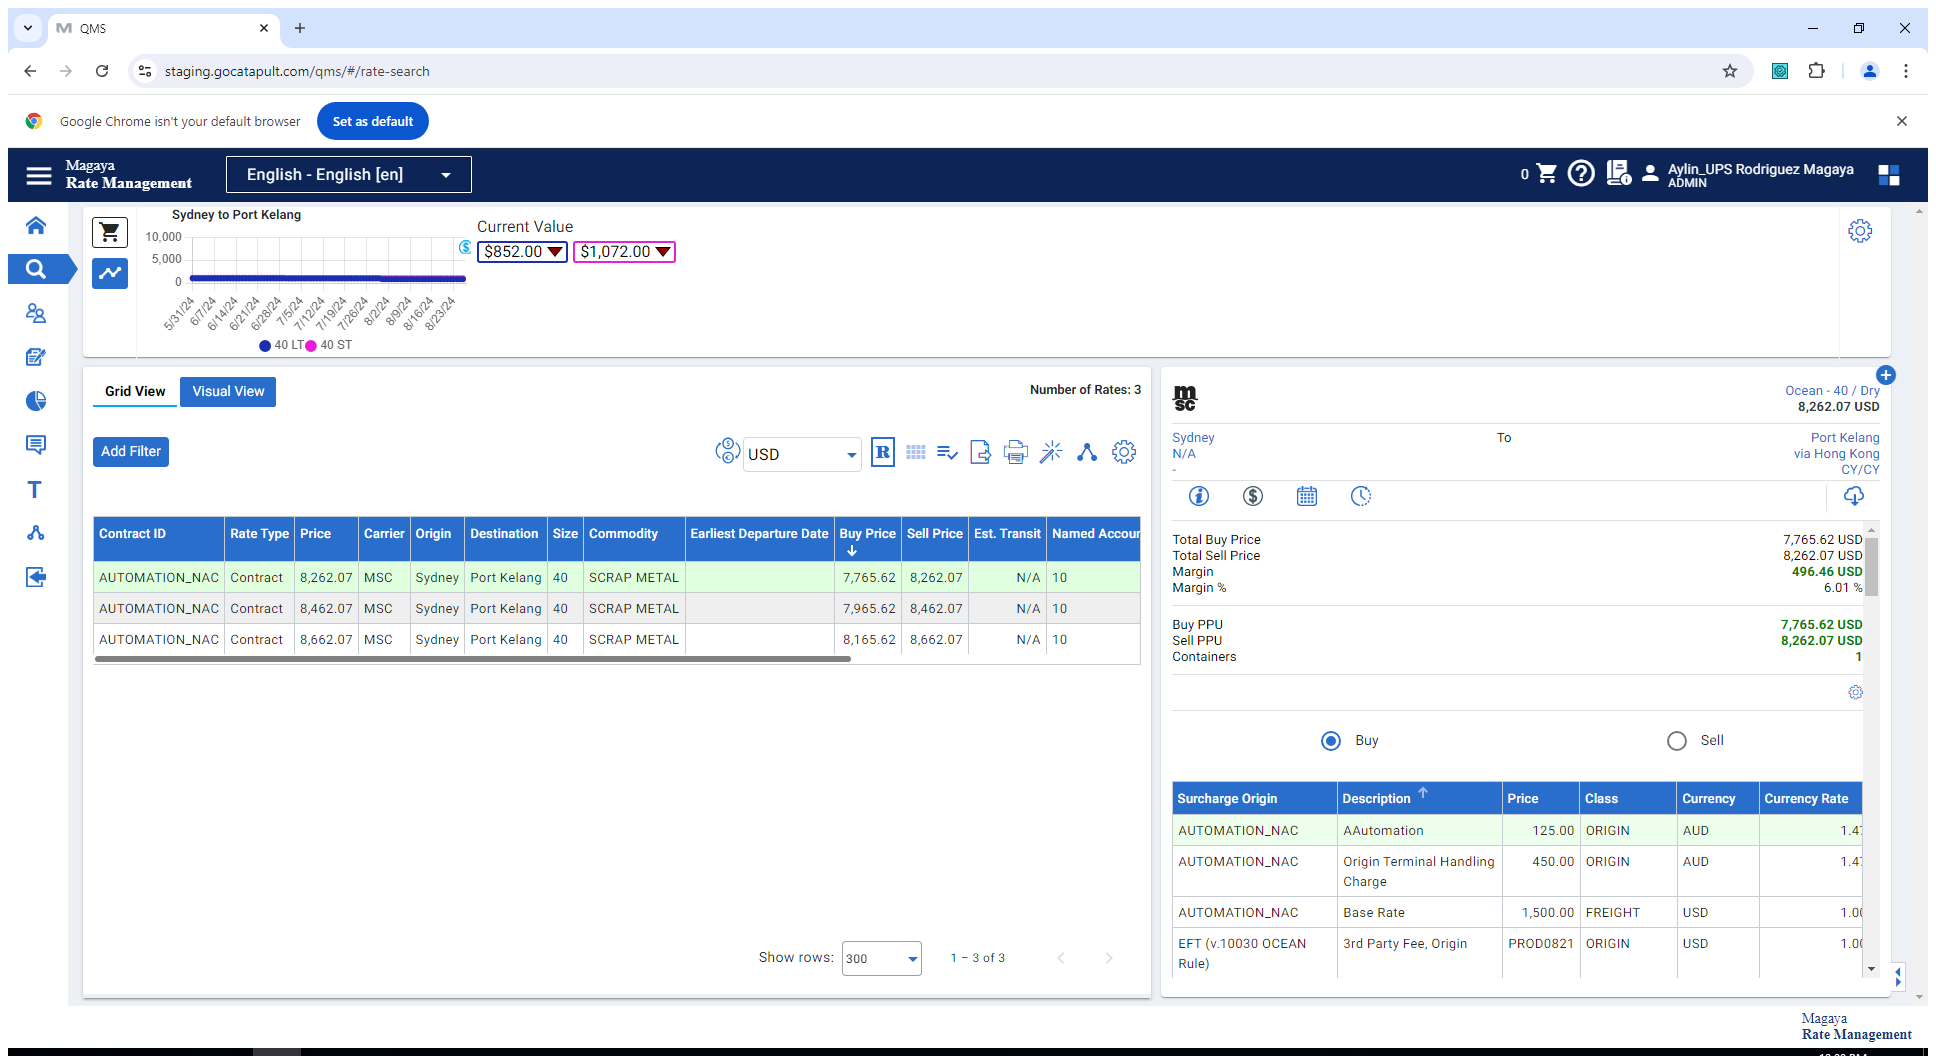 QMS
staging.gocatapult.com/qms/#/rate-search
Google Chrome isn't your default browser
Set as default
Magaya
Rate Management
English - English [en]
0
Aylin_UPS Rodriguez Magaya
ADMIN
Sydney to Port Kelang
10,000
5,000
0
5/31/24 6/7/24 6/14/24 6/21/24 6/28/24 7/5/24 7/12/24 7/19/24 7/26/24 8/2/24 8/9/24 8/16/24 8/23/24
40 LT 40 ST
Current Value
$852.00 $1,072.00
Grid View
Visual View
Number of Rates: 3
Add Filter
USD
R
Contract ID Rate Type Price Carrier Origin Destination Size Commodity Earliest Departure Date Buy Price Sell Price Est. Transit Named Accour
AUTOMATION_NAC Contract 8,262.07 MSC Sydney Port Kelang 40 SCRAP METAL 7,765.62 8,262.07 N/A 10
AUTOMATION_NAC Contract 8,462.07 MSC Sydney Port Kelang 40 SCRAP METAL 7,965.62 8,462.07 N/A 10
AUTOMATION_NAC Contract 8,662.07 MSC Sydney Port Kelang 40 SCRAP METAL 8,165.62 8,662.07 N/A 10
Show rows: 300 1 – 3 of 3
msc
Ocean - 40 / Dry
8,262.07 USD
Sydney To Port Kelang
N/A via Hong Kong
- CY/CY
Total Buy Price 7,765.62 USD
Total Sell Price 8,262.07 USD
Margin 496.46 USD
Margin % 6.01 %
Buy PPU 7,765.62 USD
Sell PPU 8,262.07 USD
Containers 1
Buy Sell
Surcharge Origin Description Price Class Currency Currency Rate
AUTOMATION_NAC AAutomation 125.00 ORIGIN AUD 1.47
AUTOMATION_NAC Origin Terminal Handling 450.00 ORIGIN AUD 1.47
Charge
AUTOMATION_NAC Base Rate 1,500.00 FREIGHT USD 1.00
EFT (v.10030 OCEAN 3rd Party Fee, Origin PROD0821 ORIGIN USD 1.00
Rule)
Magaya
Rate Management